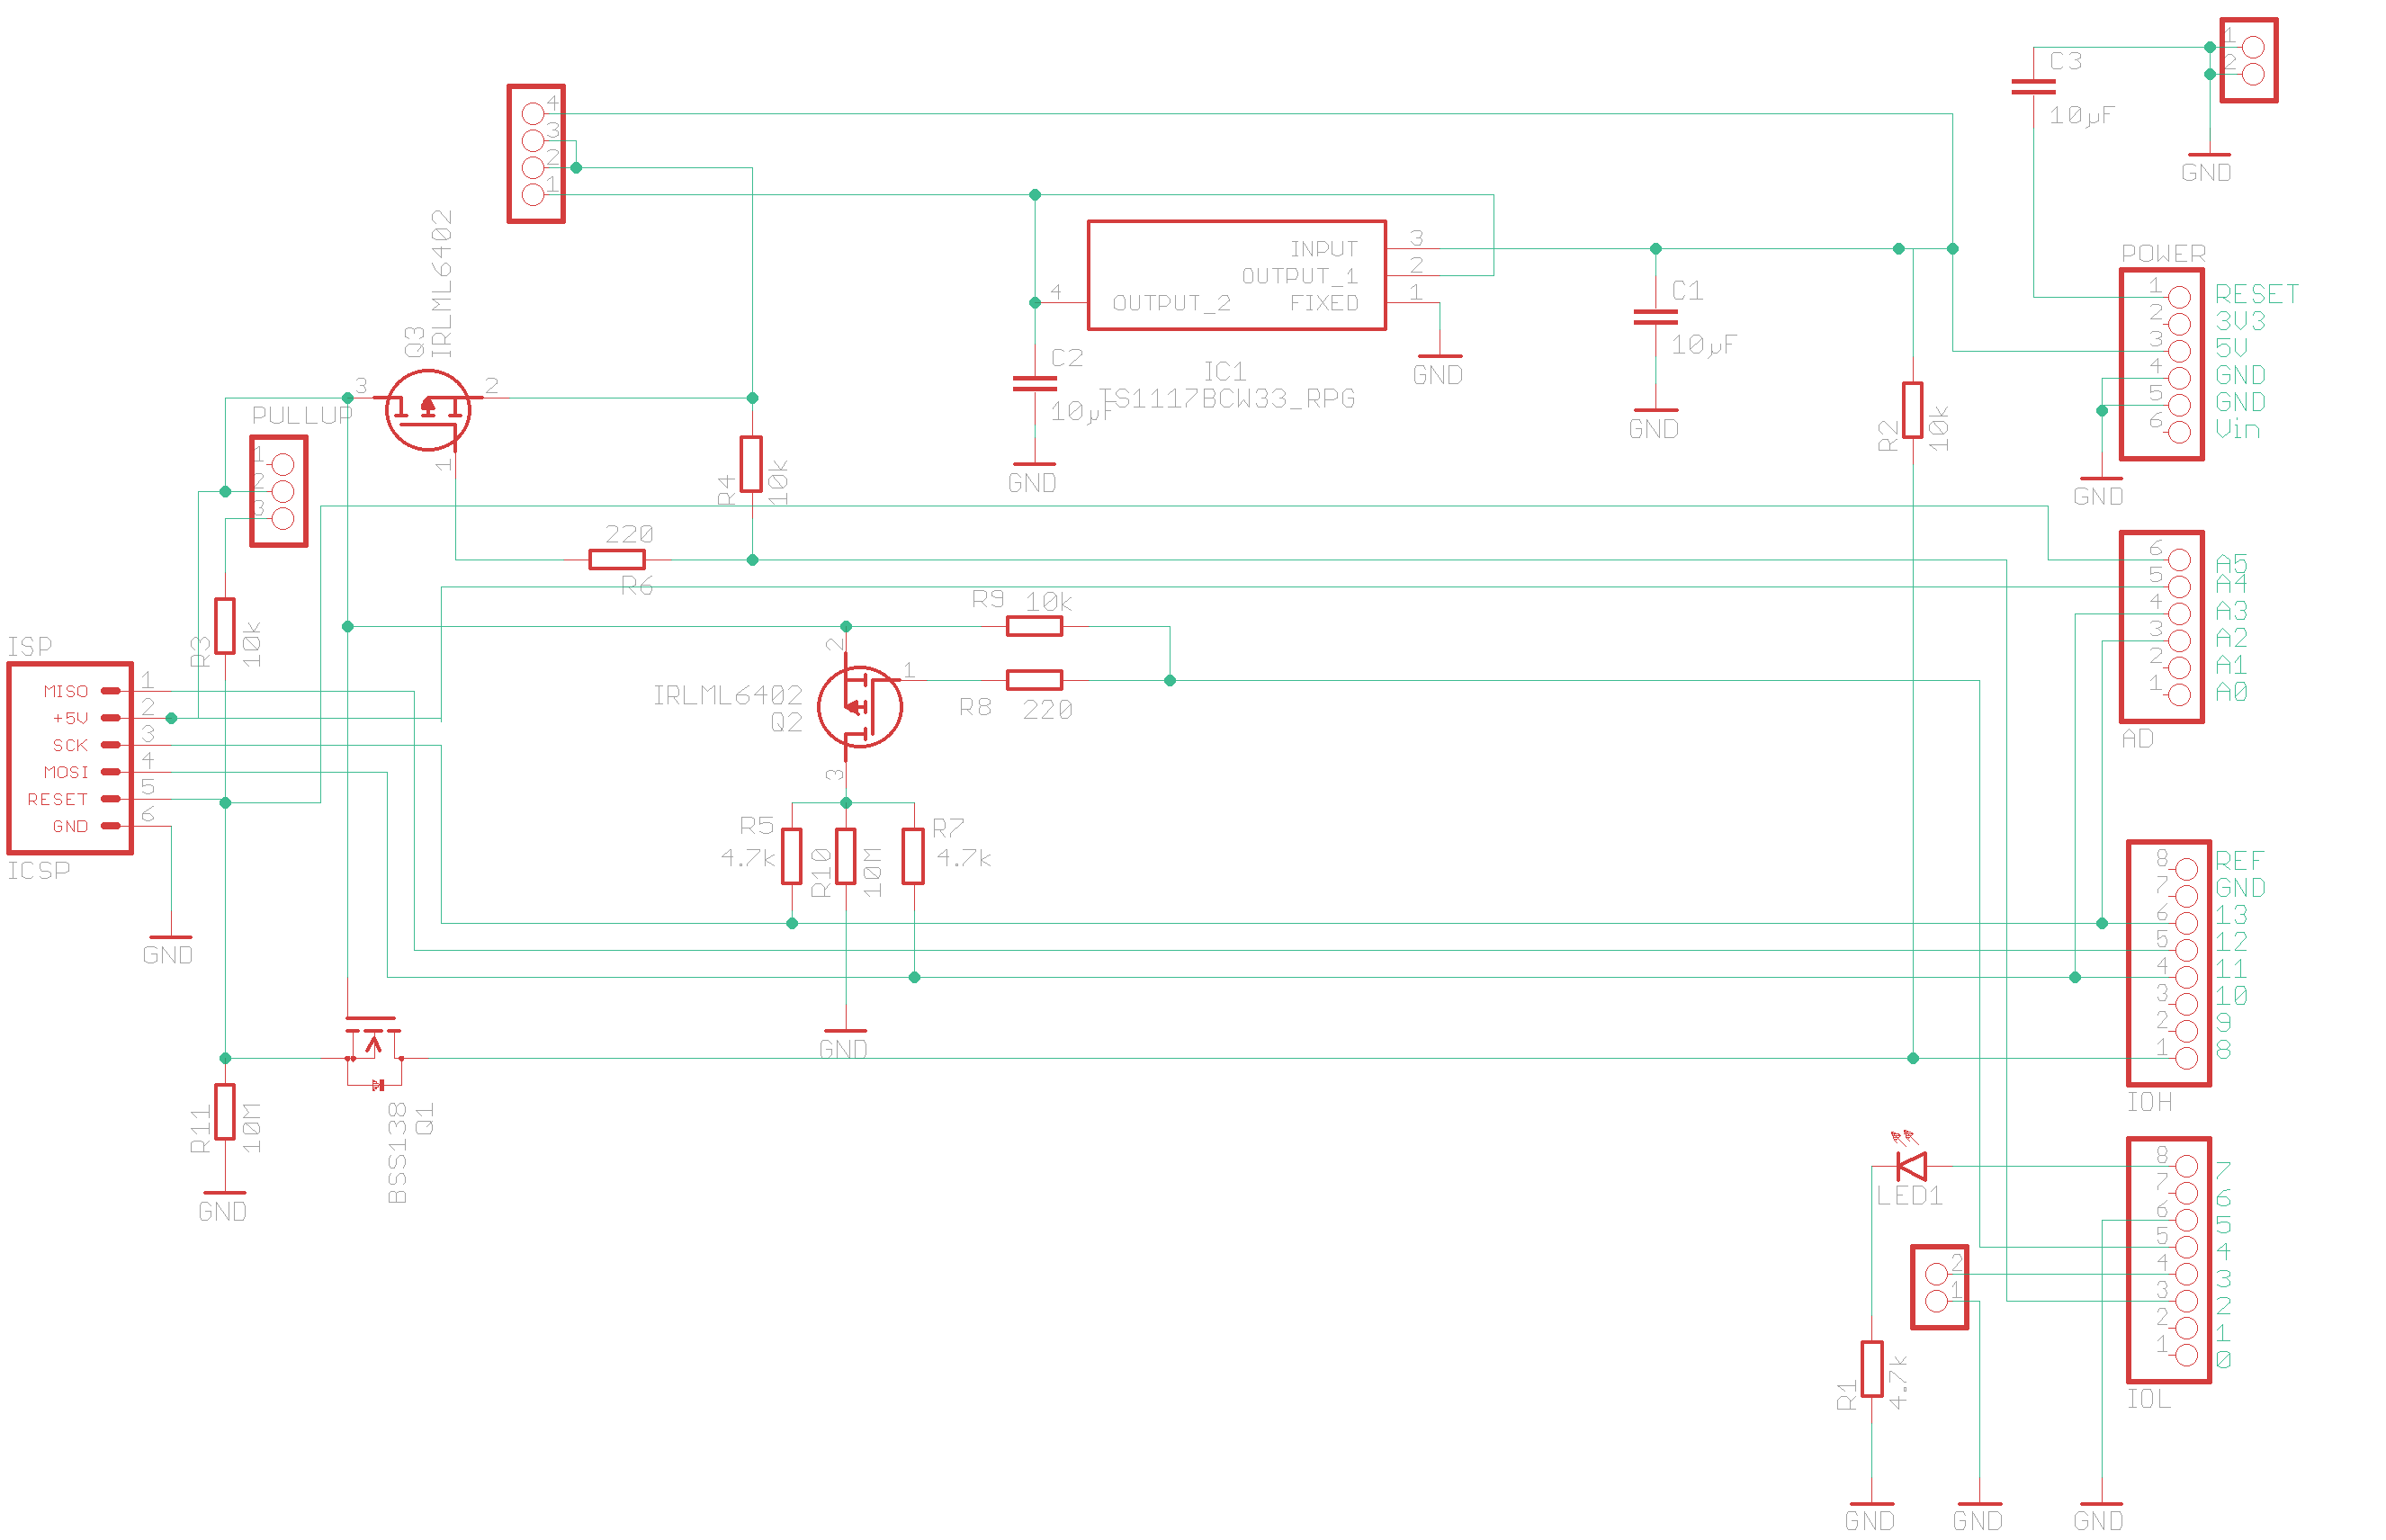 1
2
C3
10µF
GND
4
3
2
1
IRLML6402
Q3
3
2
1
INPUT
OUTPUT_1
FIXED
OUTPUT_2
3
2
1
4
IC1
TS1117BCW33_RPG
GND
C2
10µF
GND
C1
10µF
GND
R2
10k
POWER
1 RESET
2 3V3
3 5V
4 GND
5 GND
6 Vin
GND
PULLUP
1
2
3
R4
10k
220
R6
R3
10k
R9 10k
R8 220
IRLML6402
Q2
2
1
3
6 A5
5 A4
4 A3
3 A2
2 A1
1 A0
AD
ISP
MISO 1
+5V 2
SCK 3
MOSI 4
RESET 5
GND 6
ICSP
GND
R5
4.7k
R10
10M
R7
4.7k
GND
8 REF
7 GND
6 13
5 12
4 11
3 10
2 9
1 8
IOH
R11
10M
GND
BSS138
Q1
LED1
8 7
7 6
6 5
5 4
4 3
3 2
2 1
1 0
IOL
2
1
R1
4.7k
GND
GND
GND